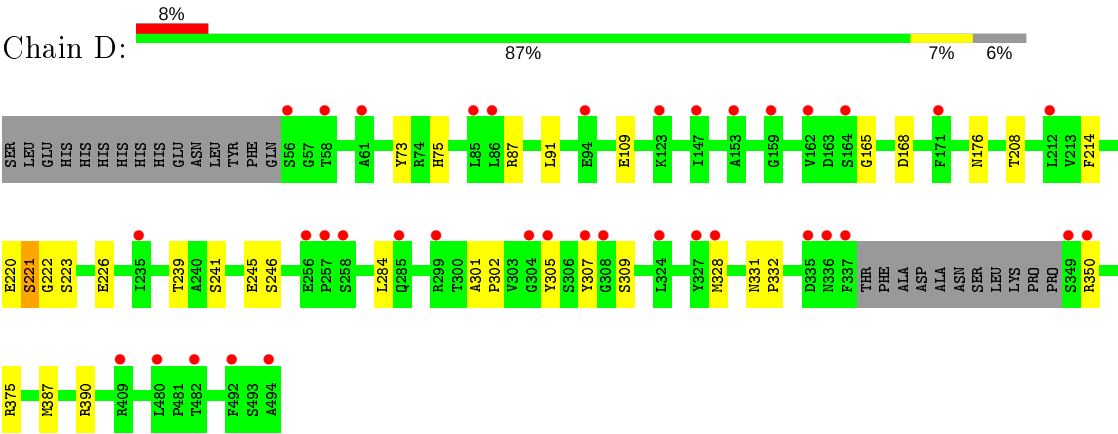 8%
Chain D:
87% 7% 6%
SER LEU GLU HIS HIS HIS HIS HIS HIS GLU ASN LEU TYR PHE GLN S56 G57 T58 A61 Y73 R74 H75 L85 L86 R87 L91 E94 E109 K123 I147 A153 G159 V162 D163 S164 G165 D168 F171 N176 T208 L212 V213 F214
E220 S221 G222 S223 E226 I235 T239 A240 S241 E245 S246 E256 P257 S258 L284 Q285 R299 T300 A301 P302 V303 G304 Y305 S306 Y307 G308 S309 L324 Y327 M328 N331 P332 D335 N336 F337 THR PHE ALA ASP ALA ALA ASN SER LEU LYS PRO PRO S349 R350
R375 M387 R390 R409 L480 P481 T482 F492 S493 A494